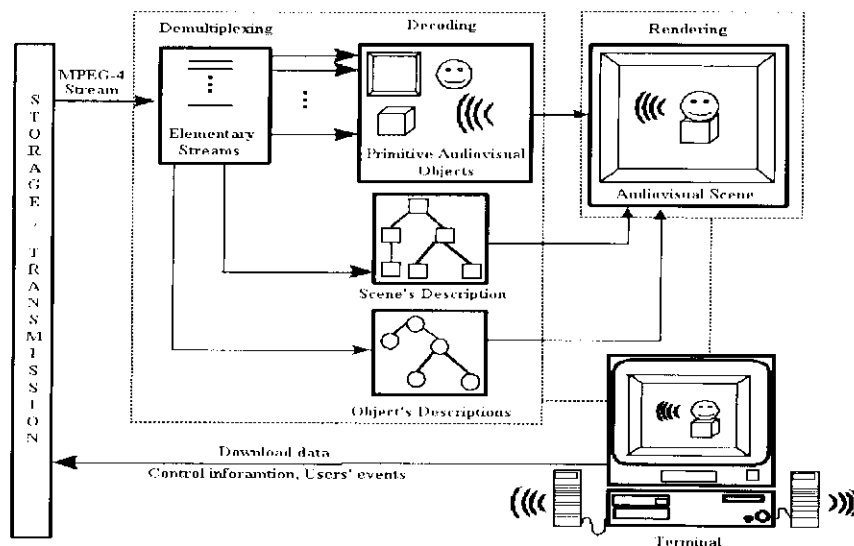 Demultiplexing
Decoding
Rendering
MPEG-4
Stream
STORAGE / TRANSMISSION
Elementary
Streams
Primitive Audiovisual
Objects
Audiovisual Scene
Scene's Description
Object's Descriptions
Download data
Control inforamtion, Users' events
Terminal